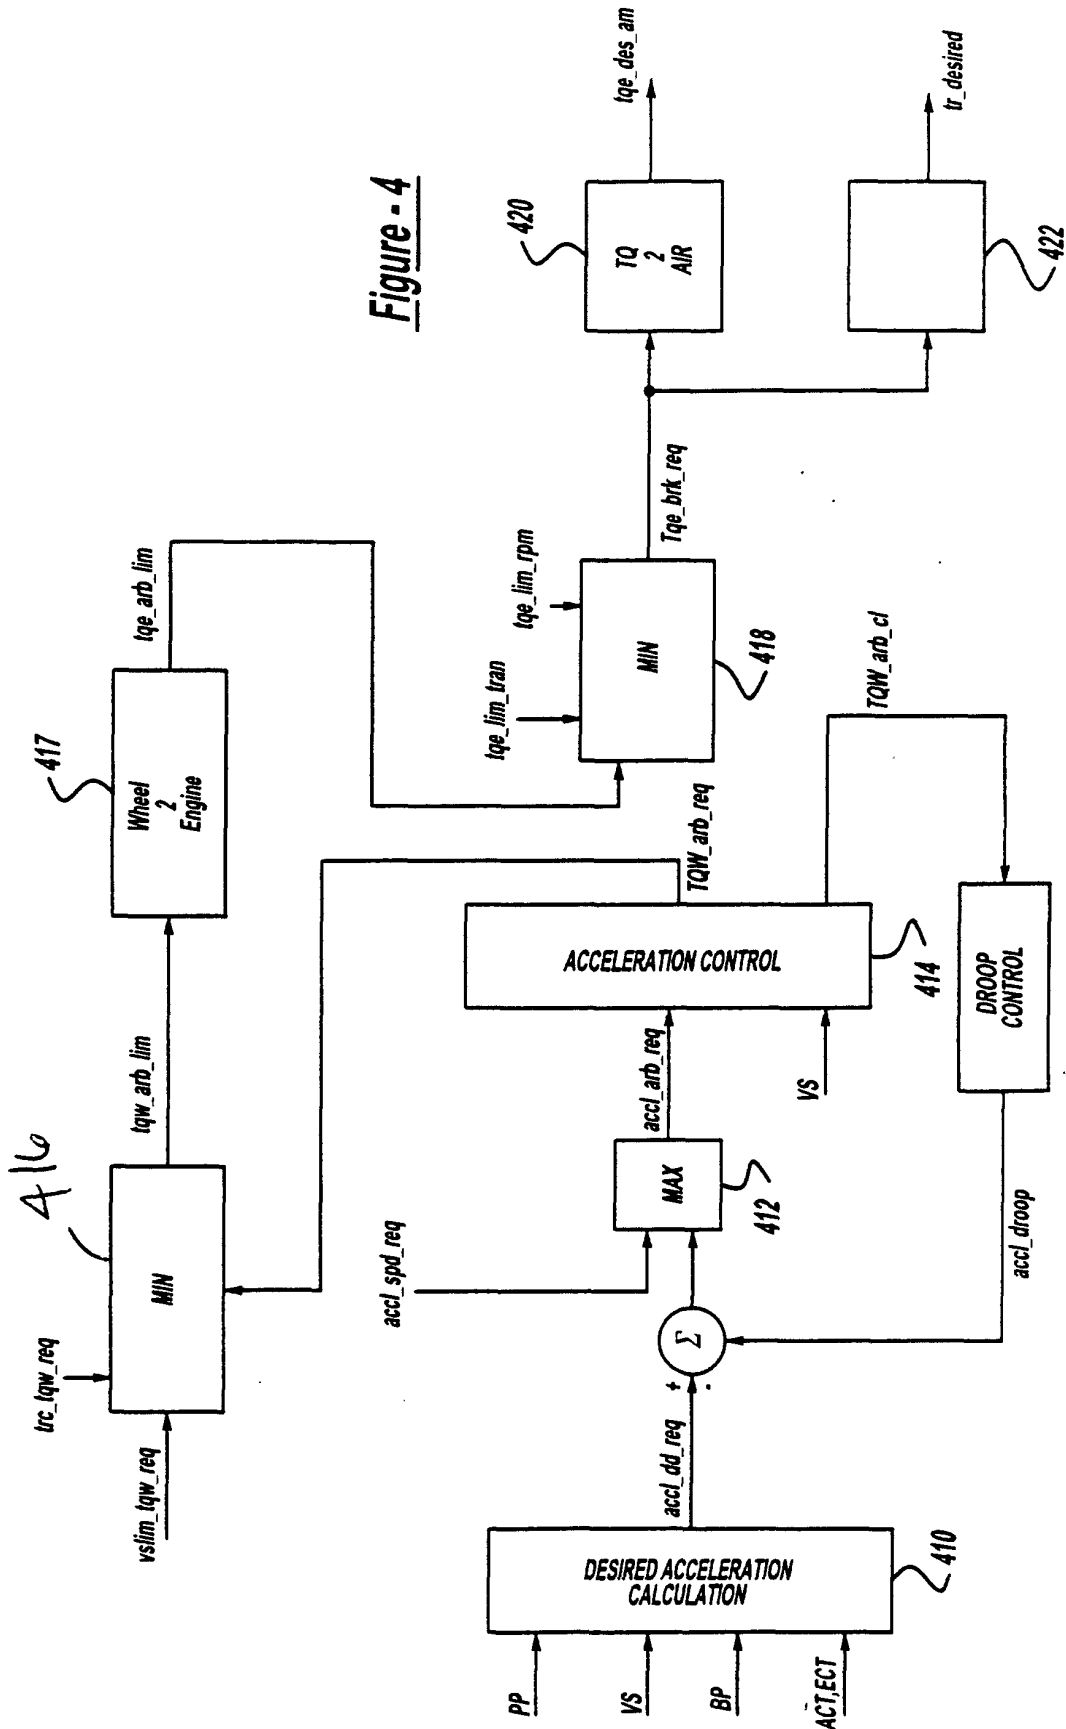 Figure - 4
416
417
trc_tqw_req
vslim_tqw_req
MIN
tqw_arb_lim
Wheel
2
Engine
tqe_arb_lim
tqe_lim_tran
tqe_lim_rpm
MIN
418
Tqe_brk_req
420
TQ
2
AIR
tqe_des_am
422
tr_desired
PP
VS
BP
ACT,ECT
DESIRED ACCELERATION
CALCULATION
410
accl_dd_req
+
-
Σ
accl_spd_req
MAX
412
accl_arb_req
VS
ACCELERATION CONTROL
414
TQW_arb_req
TQW_arb_cl
DROOP
CONTROL
accl_droop